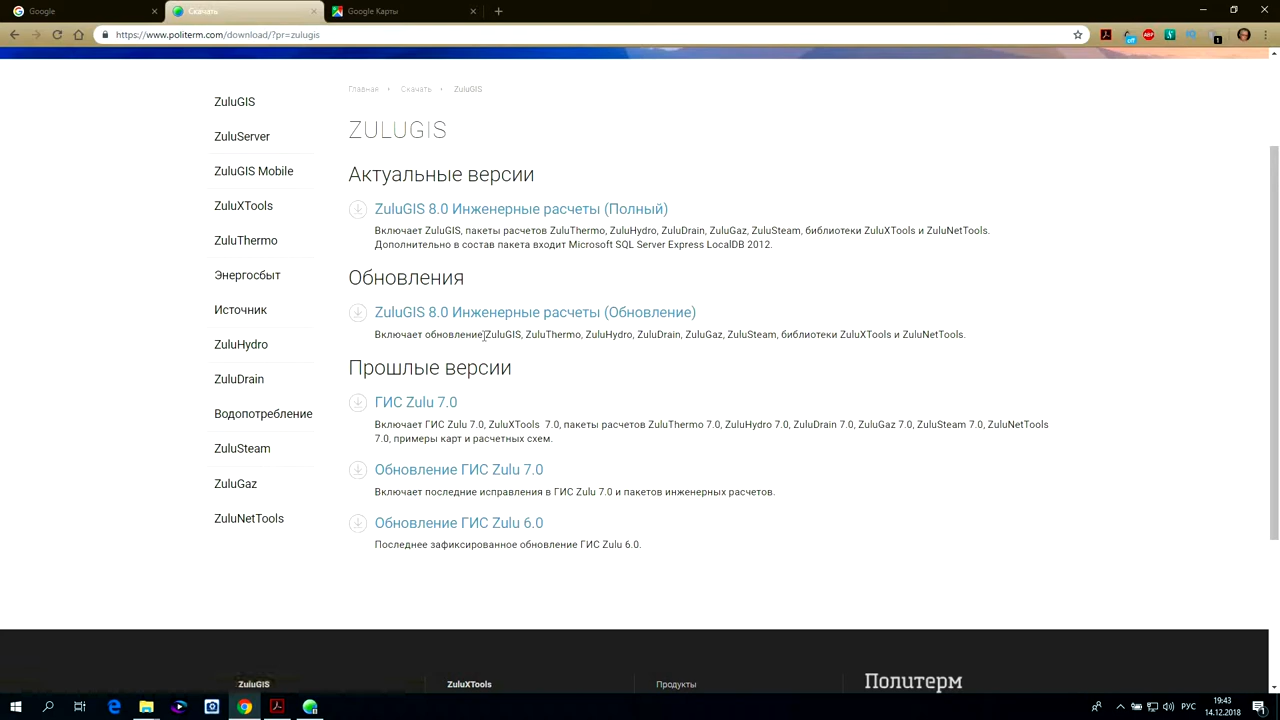 Google
Скачать
Google Карты
https://www.politerm.com/download/?pr=zulugis
ZuluGIS
ZuluServer
ZuluGIS Mobile
ZuluXTools
ZuluThermo
Энергосбыт
Источник
ZuluHydro
ZuluDrain
Водопотребление
ZuluSteam
ZuluGaz
ZuluNetTools
Главная
Скачать
ZuluGIS
ZULUGIS
Актуальные версии
ZuluGIS 8.0 Инженерные расчеты (Полный)
Включает ZuluGIS, пакеты расчетов ZuluThermo, ZuluHydro, ZuluDrain, ZuluGaz, ZuluSteam, библиотеки ZuluXTools и ZuluNetTools.
Дополнительно в состав пакета входит Microsoft SQL Server Express LocalDB 2012.
Обновления
ZuluGIS 8.0 Инженерные расчеты (Обновление)
Включает обновление ZuluGIS, ZuluThermo, ZuluHydro, ZuluDrain, ZuluGaz, ZuluSteam, библиотеки ZuluXTools и ZuluNetTools.
Прошлые версии
ГИС Zulu 7.0
Включает ГИС Zulu 7.0, ZuluXTools 7.0, пакеты расчетов ZuluThermo 7.0, ZuluHydro 7.0, ZuluDrain 7.0, ZuluGaz 7.0, ZuluSteam 7.0, ZuluNetTools
7.0, примеры карт и расчетных схем.
Обновление ГИС Zulu 7.0
Включает последние исправления в ГИС Zulu 7.0 и пакетов инженерных расчетов.
Обновление ГИС Zulu 6.0
Последнее зафиксированное обновление ГИС Zulu 6.0.
ZuluGIS
ZuluXTools
Продукты
Политерм
РУС
19:43
14.12.2018